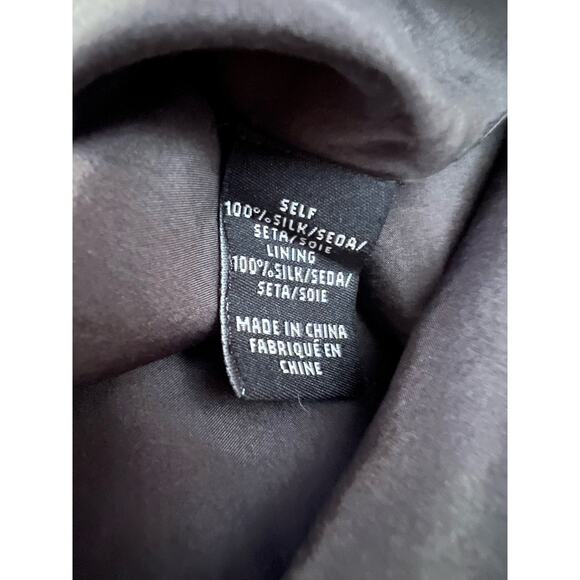 SELF
100%SILK/SEDA/
SETA/SOIE
LINING
100%SILK/SEDA/
SETA/SOIE
MADE IN CHINA
FABRIQUÉ EN
CHINE